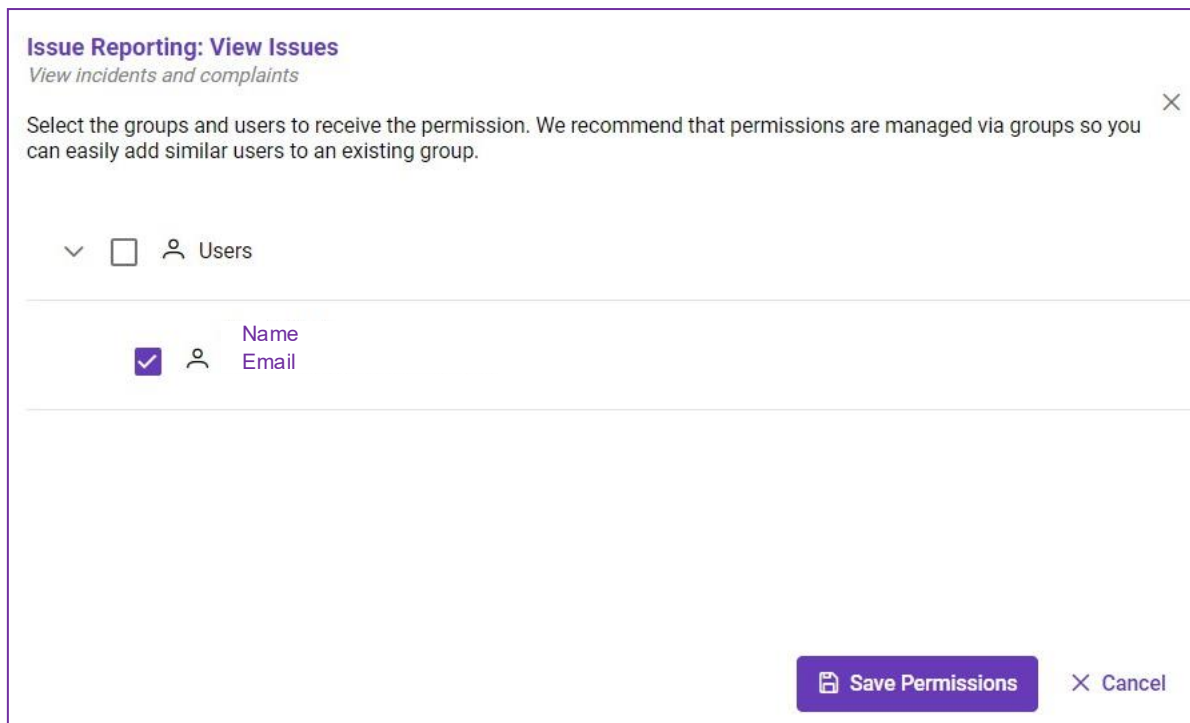 Issue Reporting: View Issues
View incidents and complaints
Select the groups and users to receive the permission. We recommend that permissions are managed via groups so you
can easily add similar users to an existing group.
Users
Name
Email
Save Permissions
Cancel